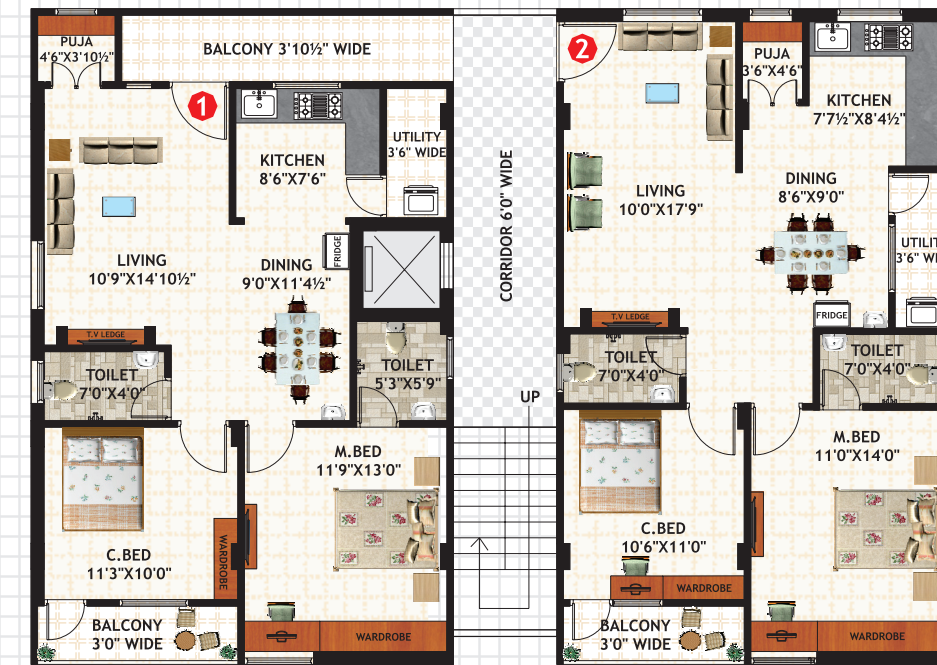 PUJA
4'6"X3'10½"
BALCONY 3'10½" WIDE
1
KITCHEN
8'6"X7'6"
UTILITY
3'6" WIDE
LIVING
10'9"X14'10½"
DINING
9'0"X11'4½"
FRIDGE
T.V LEDGE
TOILET
7'0"X4'0"
TOILET
5'3"X5'9"
M.BED
11'9"X13'0"
C.BED
11'3"X10'0"
WARDROBE
BALCONY
3'0" WIDE
WARDROBE
CORRIDOR 6'0" WIDE
UP
2
PUJA
3'6"X4'6"
KITCHEN
7'7½"X8'4½"
LIVING
10'0"X17'9"
DINING
8'6"X9'0"
UTILIT
3'6" WI
FRIDGE
T.V LEDGE
TOILET
7'0"X4'0"
TOILET
7'0"X4'0"
M.BED
11'0"X14'0"
C.BED
10'6"X11'0"
WARDROBE
BALCONY
3'0" WIDE
WARDROBE